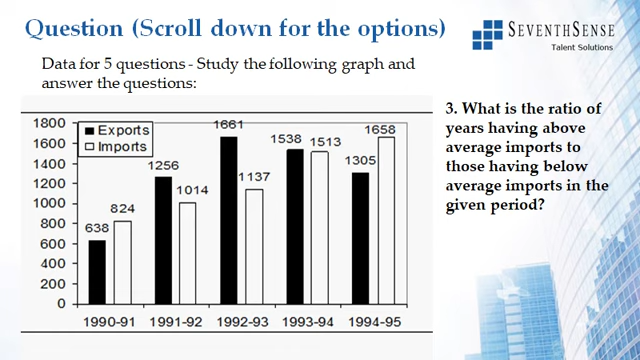 Question (Scroll down for the options)
SEVENTHSENSE
Talent Solutions
Data for 5 questions - Study the following graph and
answer the questions:
3. What is the ratio of
years having above
average imports to
those having below
average imports in the
given period?
Exports
Imports
1800
1600
1400
1200
1000
800
600
400
200
0
638
824
1256
1014
1661
1137
1538
1513
1305
1658
1990-91
1991-92
1992-93
1993-94
1994-95